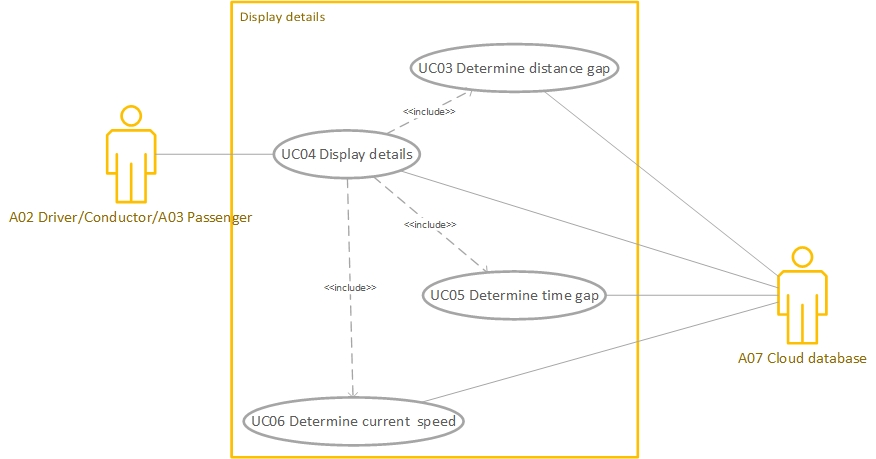 Display details
UC03 Determine distance gap
<<include>>
UC04 Display details
A02 Driver/Conductor/A03 Passenger
<<include>>
<<include>>
UC05 Determine time gap
A07 Cloud database
UC06 Determine current speed